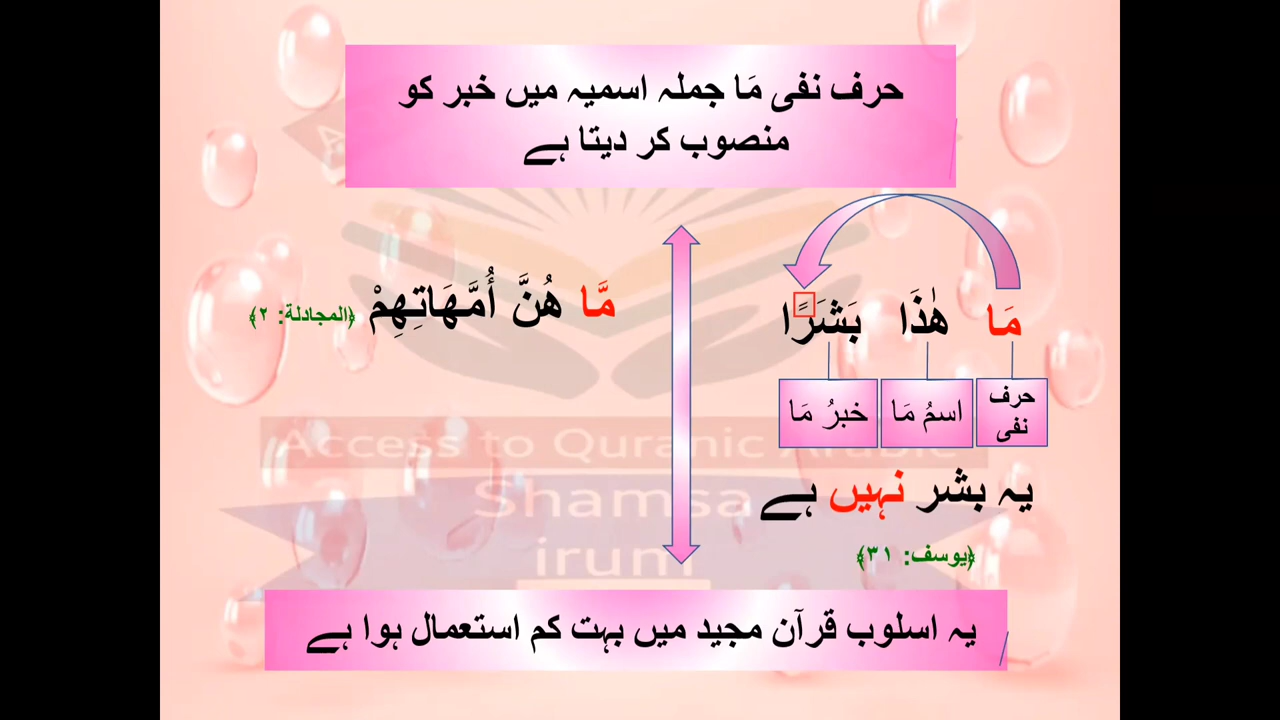 حرف نفی مَا جملہ اسمیہ میں خبر کو
منصوب کر دیتا ہے
مَا هٰذَا بَشَرًا
حرف نفی
اسمُ مَا
خبرُ مَا
یہ بشر نہیں ہے
﴿یوسف: ۳۱﴾
مَّا هُنَّ أُمَّهَاتِهِمْ ﴿المجادلة: ۲﴾
Access to Quranic Arabic
Shamsa
irum
یہ اسلوب قرآن مجید میں بہت کم استعمال ہوا ہے